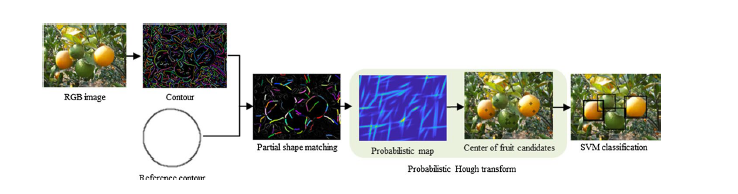 RGB image
Contour
Reference contour
Partial shape matching
Probabilistic map
Center of fruit candidates
SVM classification
Probabilistic Hough transform